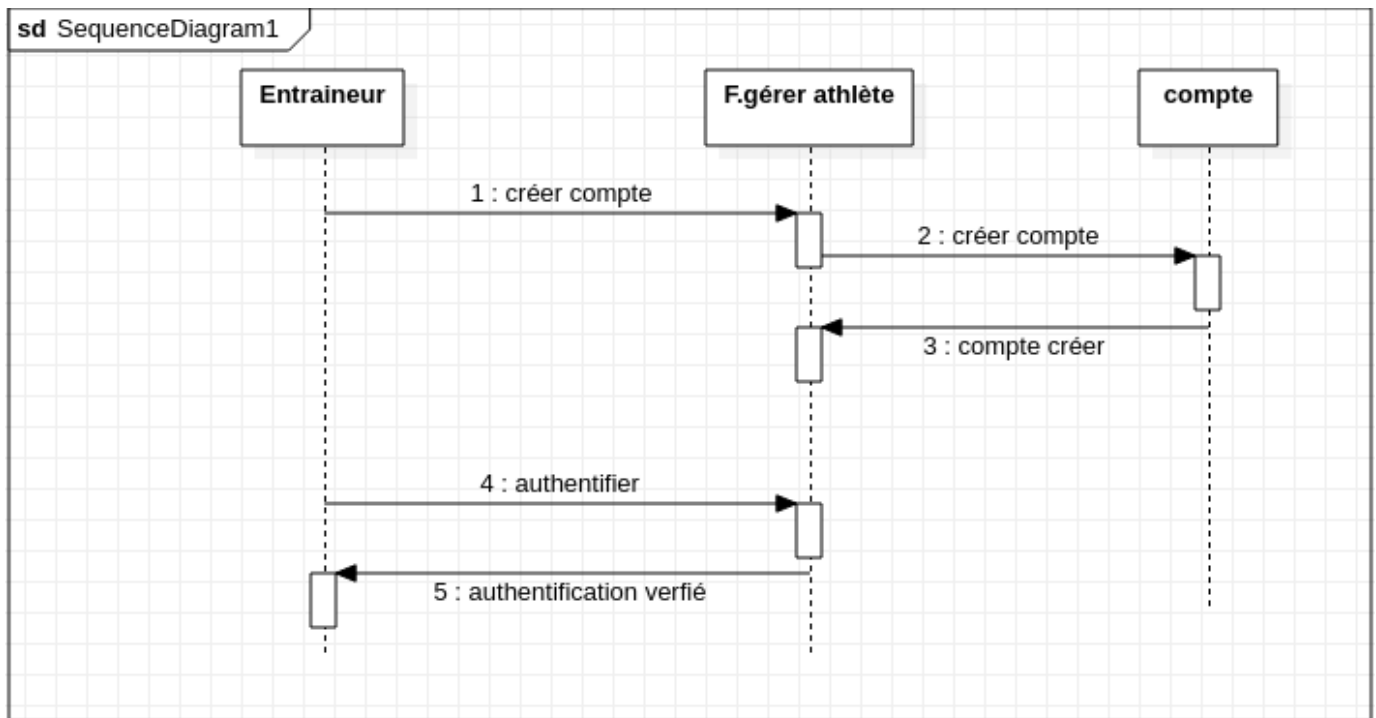 sd SequenceDiagram1
Entraineur
F.gérer athlète
compte
1 : créer compte
2 : créer compte
3 : compte créer
4 : authentifier
5 : authentification verfié